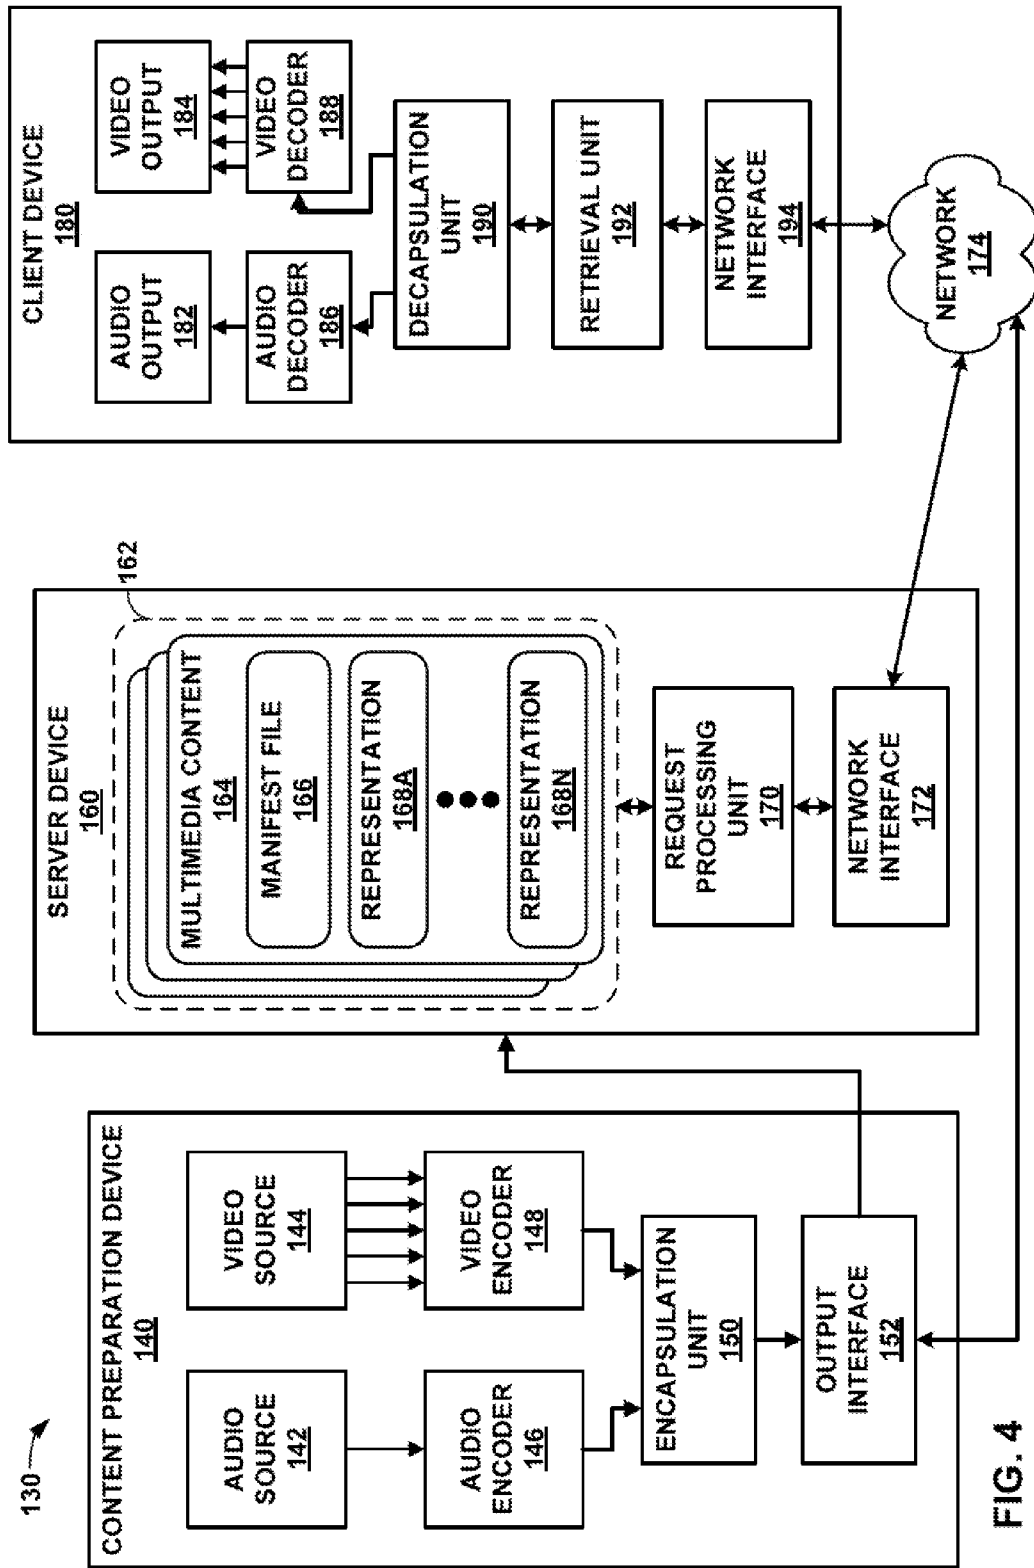 130
CONTENT PREPARATION DEVICE
140
AUDIO
SOURCE
142
VIDEO
SOURCE
144
AUDIO
ENCODER
146
VIDEO
ENCODER
148
ENCAPSULATION
UNIT
150
OUTPUT
INTERFACE
152
SERVER DEVICE
160
162
MULTIMEDIA CONTENT
164
MANIFEST FILE
166
REPRESENTATION
168A
REPRESENTATION
168N
REQUEST
PROCESSING
UNIT
170
NETWORK
INTERFACE
172
CLIENT DEVICE
180
AUDIO
OUTPUT
182
VIDEO
OUTPUT
184
AUDIO
DECODER
186
VIDEO
DECODER
188
DECAPSULATION
UNIT
190
RETRIEVAL UNIT
192
NETWORK
INTERFACE
194
NETWORK
174
FIG. 4